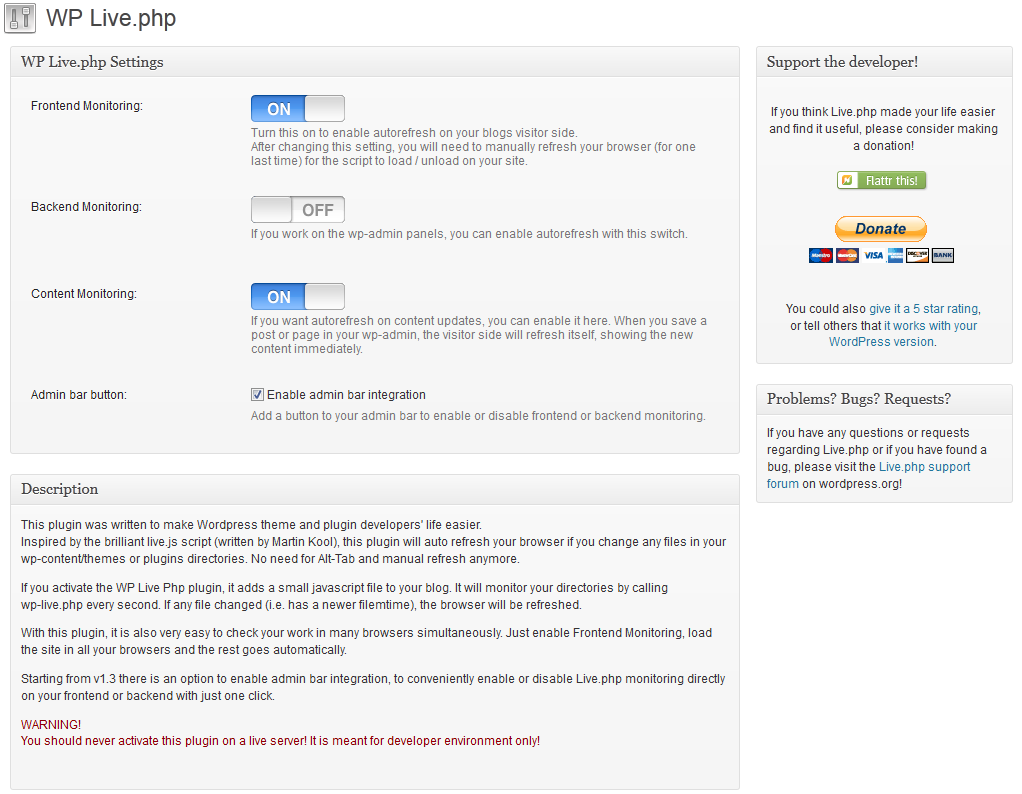 WP Live.php
WP Live.php Settings
Frontend Monitoring:
ON
Turn this on to enable autorefresh on your blogs visitor side.
After changing this setting, you will need to manually refresh your browser (for one
last time) for the script to load / unload on your site.
Backend Monitoring:
OFF
If you work on the wp-admin panels, you can enable autorefresh with this switch.
Content Monitoring:
ON
If you want autorefresh on content updates, you can enable it here. When you save a
post or page in your wp-admin, the visitor side will refresh itself, showing the new
content immediately.
Admin bar button:
Enable admin bar integration
Add a button to your admin bar to enable or disable frontend or backend monitoring.
Description
This plugin was written to make Wordpress theme and plugin developers' life easier.
Inspired by the brilliant live.js script (written by Martin Kool), this plugin will auto refresh your browser if you change any files in your
wp-content/themes or plugins directories. No need for Alt-Tab and manual refresh anymore.
If you activate the WP Live Php plugin, it adds a small javascript file to your blog. It will monitor your directories by calling
wp-live.php every second. If any file changed (i.e. has a newer filemtime), the browser will be refreshed.
With this plugin, it is also very easy to check your work in many browsers simultaneously. Just enable Frontend Monitoring, load
the site in all your browsers and the rest goes automatically.
Starting from v1.3 there is an option to enable admin bar integration, to conveniently enable or disable Live.php monitoring directly
on your frontend or backend with just one click.
WARNING!
You should never activate this plugin on a live server! It is meant for developer environment only!
Support the developer!
If you think Live.php made your life easier
and find it useful, please consider making
a donation!
Flattr this!
Donate
Maestro MasterCard VISA DISCOVER BANK
You could also give it a 5 star rating,
or tell others that it works with your
WordPress version.
Problems? Bugs? Requests?
If you have any questions or requests
regarding Live.php or if you have found a
bug, please visit the Live.php support
forum on wordpress.org!